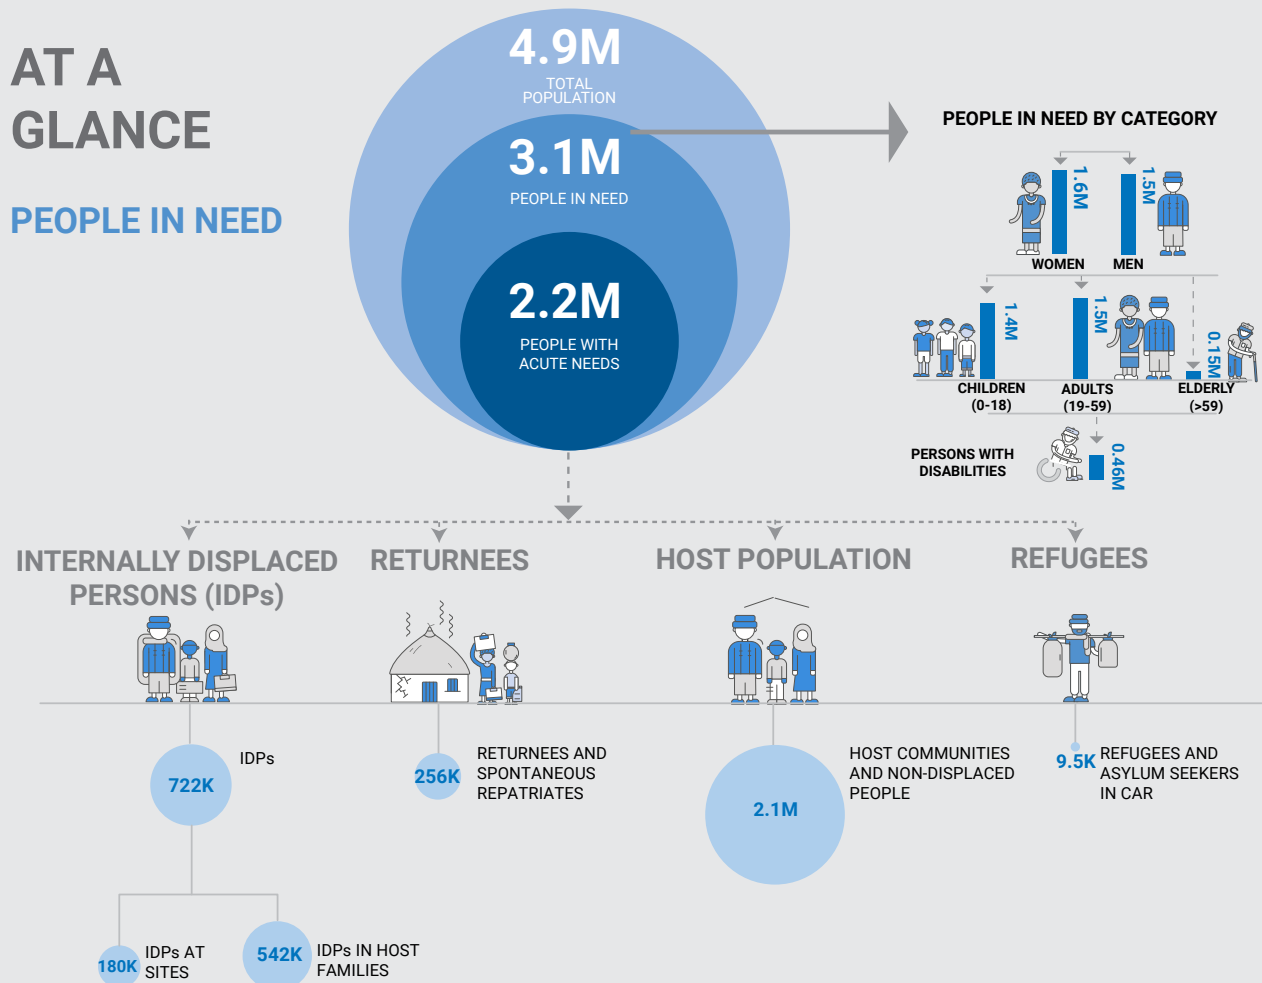 AT A
GLANCE
PEOPLE IN NEED
4.9M
TOTAL
POPULATION
3.1M
PEOPLE IN NEED
2.2M
PEOPLE WITH
ACUTE NEEDS
PEOPLE IN NEED BY CATEGORY
1.6M
1.5M
WOMEN
MEN
1.4M
1.5M
0.15M
CHILDREN
(0-18)
ADULTS
(19-59)
ELDERLY
(>59)
PERSONS WITH
DISABILITIES
0.46M
INTERNALLY DISPLACED
PERSONS (IDPs)
RETURNEES
HOST POPULATION
REFUGEES
722K
IDPs
256K
RETURNEES AND
SPONTANEOUS
REPATRIATES
2.1M
HOST COMMUNITIES
AND NON-DISPLACED
PEOPLE
9.5K
REFUGEES AND
ASYLUM SEEKERS
IN CAR
180K
IDPs AT
SITES
542K
IDPs IN HOST
FAMILIES